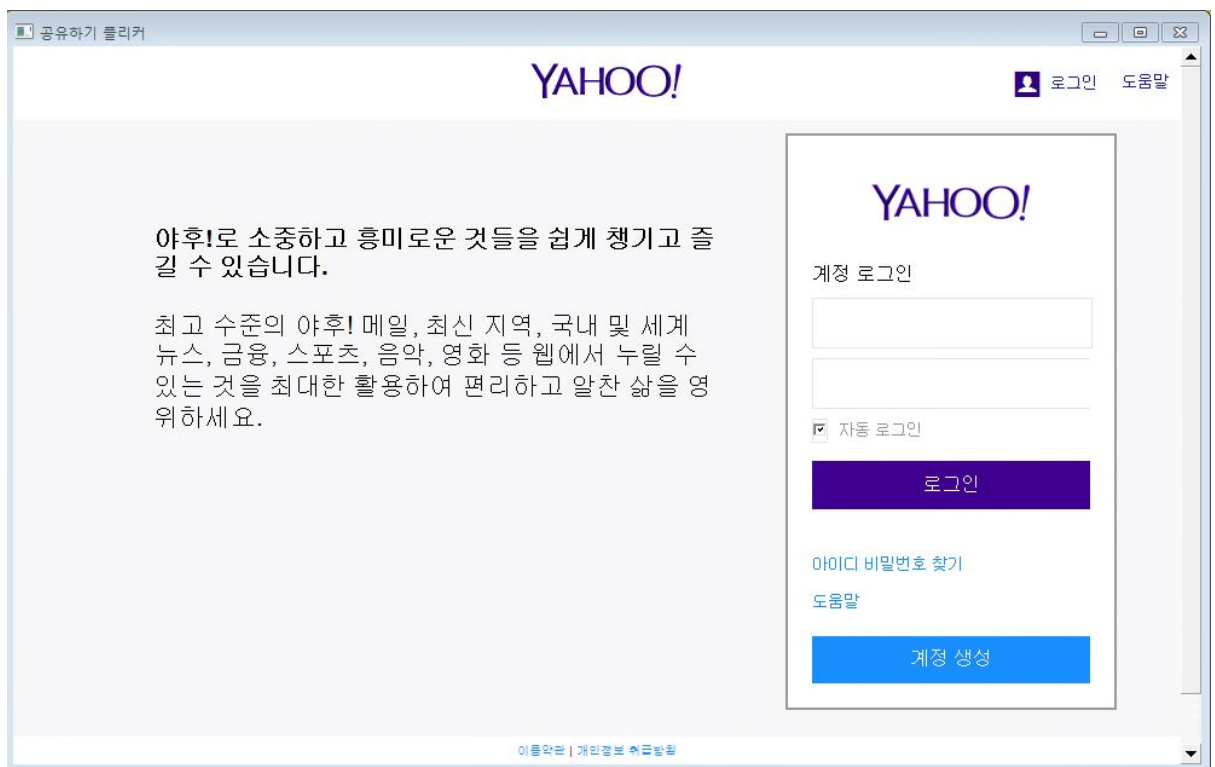 공유하기 플리커
YAHOO!
로그인 도움말
야후!로 소중하고 흥미로운 것들을 쉽게 챙기고 즐
길 수 있습니다.
최고 수준의 야후! 메일, 최신 지역, 국내 및 세계
뉴스, 금융, 스포츠, 음악, 영화 등 웹에서 누릴 수
있는 것을 최대한 활용하여 편리하고 알찬 삶을 영
위하세요.
YAHOO!
계정 로그인
자동 로그인
로그인
아이디 비밀번호 찾기
도움말
계정 생성
이용약관 | 개인정보 취급방침